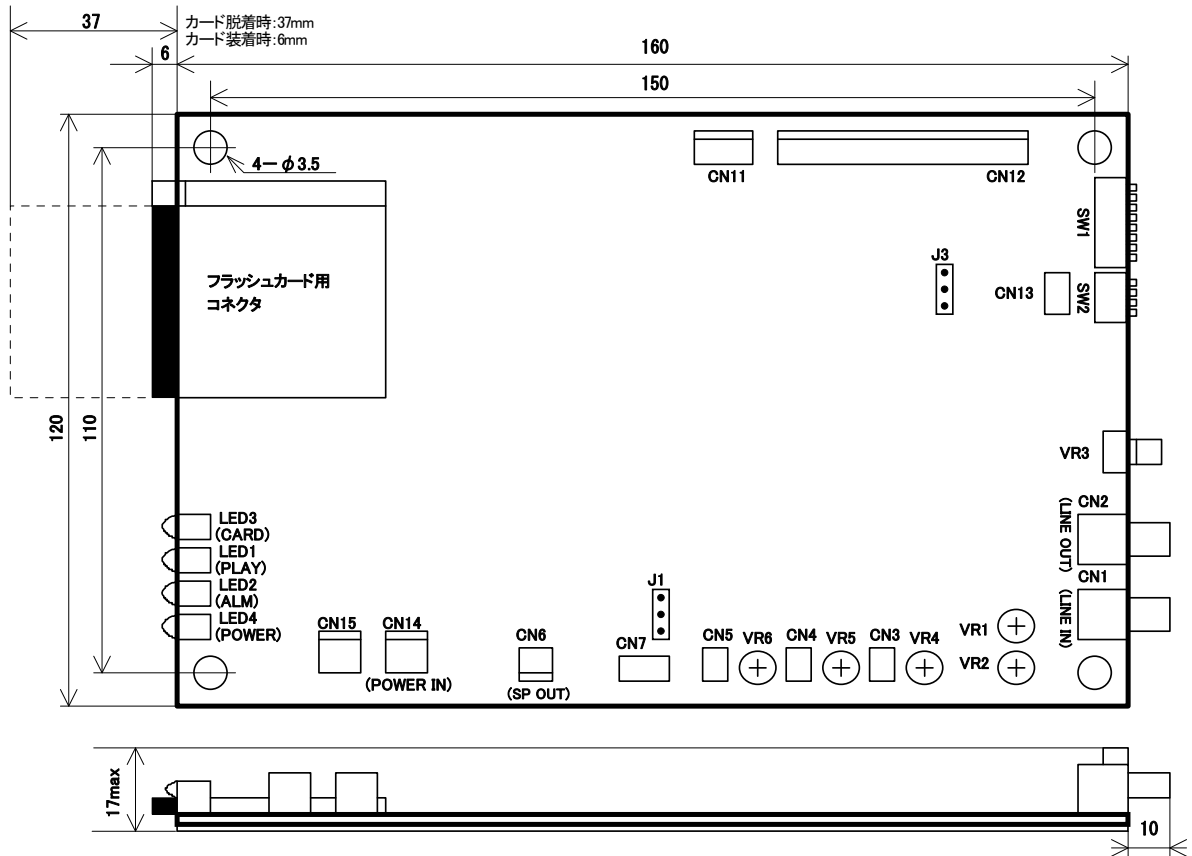 37
カード脱着時:37mm
カード装着時:6mm
6
160
150
4-φ3.5
CN11
CN12
SW1
フラッシュカード用
コネクタ
J3
CN13
SW2
120
110
VR3
CN2
(LINE OUT)
LED3
(CARD)
LED1
(PLAY)
LED2
(ALM)
LED4
(POWER)
CN1
(LINE IN)
J1
CN15
CN14
(POWER IN)
CN6
(SP OUT)
CN7
CN5
VR6
CN4
VR5
CN3
VR4
VR1
VR2
17max
10